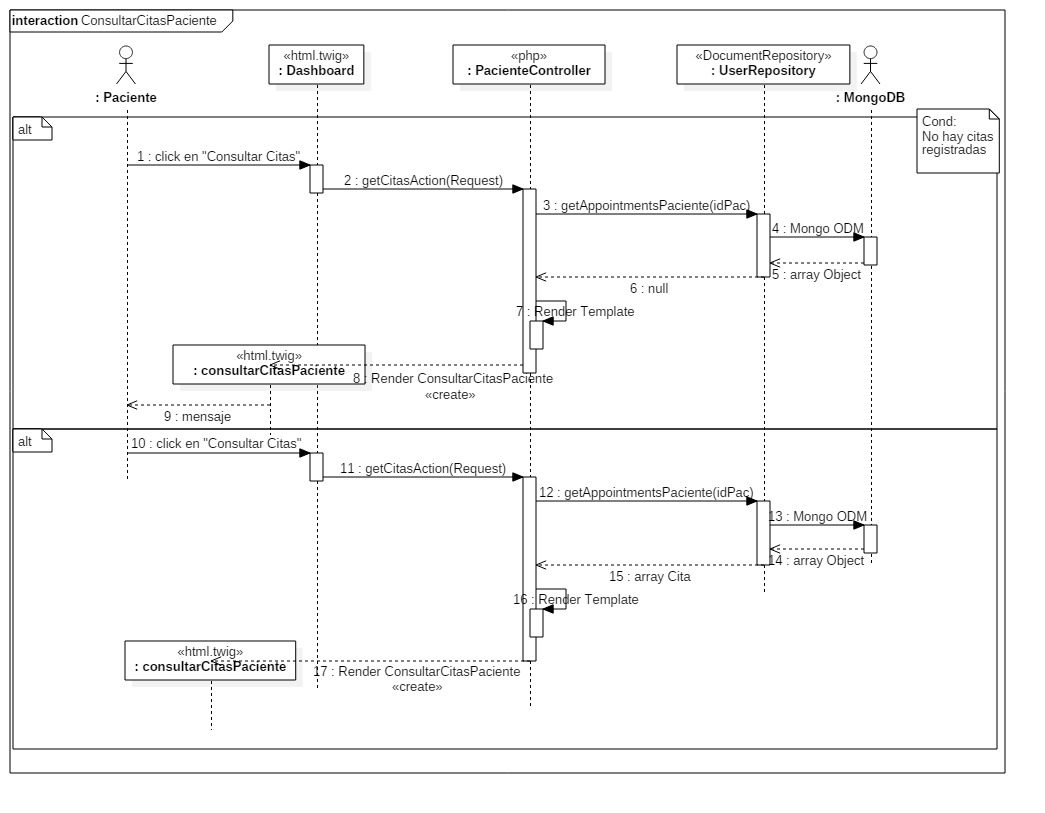 interaction ConsultarCitasPaciente
«html.twig»
: Dashboard
«php»
: PacienteController
«DocumentRepository»
: UserRepository
: Paciente
: MongoDB
alt
Cond:
No hay citas
registradas
1 : click en "Consultar Citas"
2 : getCitasAction(Request)
3 : getAppointmentsPaciente(idPac)
4 : Mongo ODM
5 : array Object
6 : null
7 : Render Template
«html.twig»
: consultarCitasPaciente
8 : Render ConsultarCitasPaciente
«create»
9 : mensaje
alt
10 : click en "Consultar Citas"
11 : getCitasAction(Request)
12 : getAppointmentsPaciente(idPac)
13 : Mongo ODM
14 : array Object
15 : array Cita
16 : Render Template
«html.twig»
: consultarCitasPaciente
17 : Render ConsultarCitasPaciente
«create»